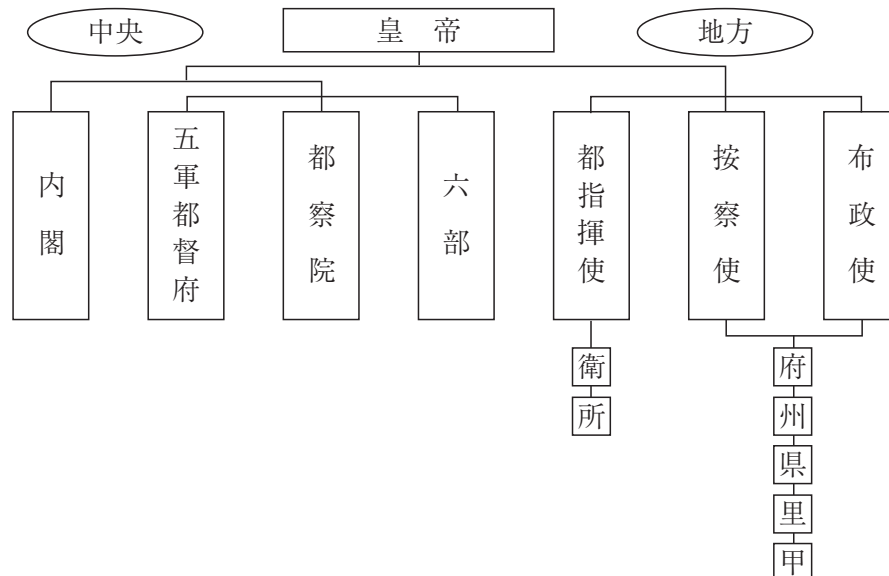 中央
皇帝
地方
内閣
五軍都督府
都察院
六部
都指揮使
按察使
布政使
衛
所
府
州
県
里
甲